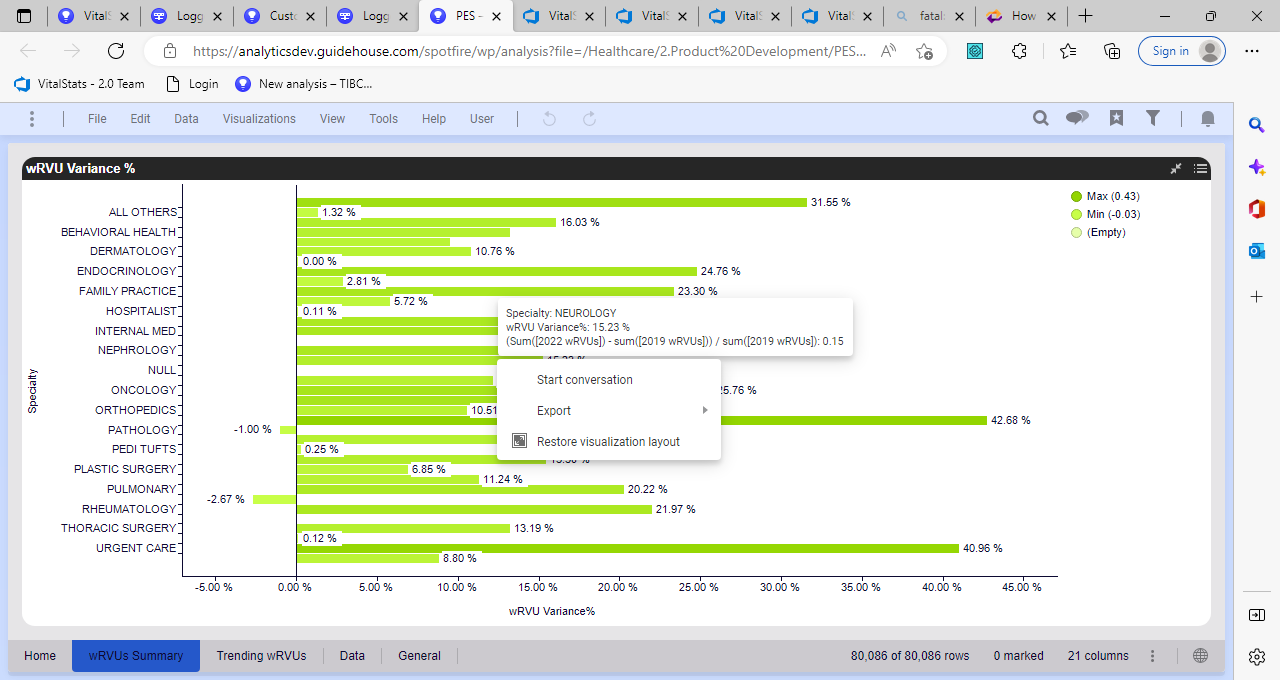 VitalS
Logg
Custo
Logg
PES -
VitalS
VitalS
VitalS
VitalS
fatal:
How
https://analyticsdev.guidehouse.com/spotfire/wp/analysis?file=/Healthcare/2.Product%20Development/PES...
Sign in
VitalStats - 2.0 Team
Login
New analysis – TIBC...
File Edit Data Visualizations View Tools Help User
wRVU Variance %
31.55 %
Max (0.43)
ALL OTHERS
1.32 %
Min (-0.03)
16.03 %
BEHAVIORAL HEALTH
(Empty)
DERMATOLOGY
10.76 %
0.00 %
ENDOCRINOLOGY
24.76 %
2.81 %
FAMILY PRACTICE
23.30 %
5.72 %
HOSPITALIST
0.11 %
Specialty: NEUROLOGY
wRVU Variance%: 15.23 %
(Sum([2022 wRVUs]) - sum([2019 wRVUs])) / sum([2019 wRVUs]): 0.15
INTERNAL MED
NEPHROLOGY
NULL
Start conversation
ONCOLOGY
25.76 %
ORTHOPEDICS
10.51
Export
42.68 %
PATHOLOGY
-1.00 %
Restore visualization layout
PEDI TUFTS
0.25 %
PLASTIC SURGERY
6.85 %
11.24 %
PULMONARY
20.22 %
-2.67 %
RHEUMATOLOGY
21.97 %
THORACIC SURGERY
13.19 %
0.12 %
URGENT CARE
40.96 %
8.80 %
Specialty
-5.00 % 0.00 % 5.00 % 10.00 % 15.00 % 20.00 % 25.00 % 30.00 % 35.00 % 40.00 % 45.00 %
wRVU Variance%
Home wRVUs Summary Trending wRVUs Data General
80,086 of 80,086 rows 0 marked 21 columns